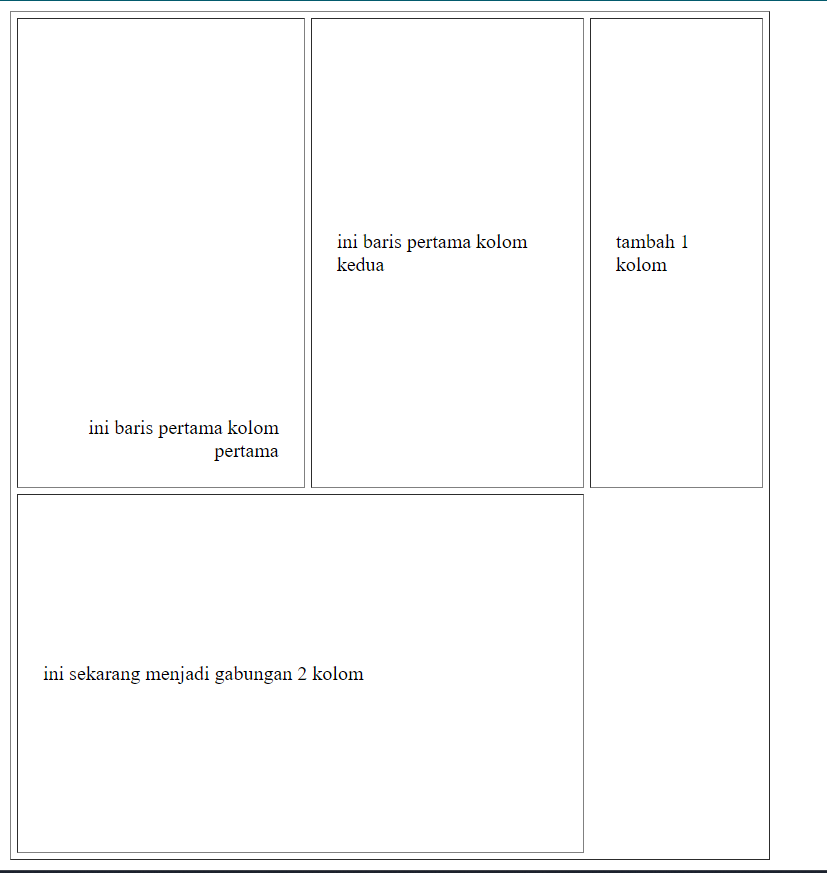 ini baris pertama kolom
pertama
ini baris pertama kolom
kedua
tambah 1
kolom
ini sekarang menjadi gabungan 2 kolom